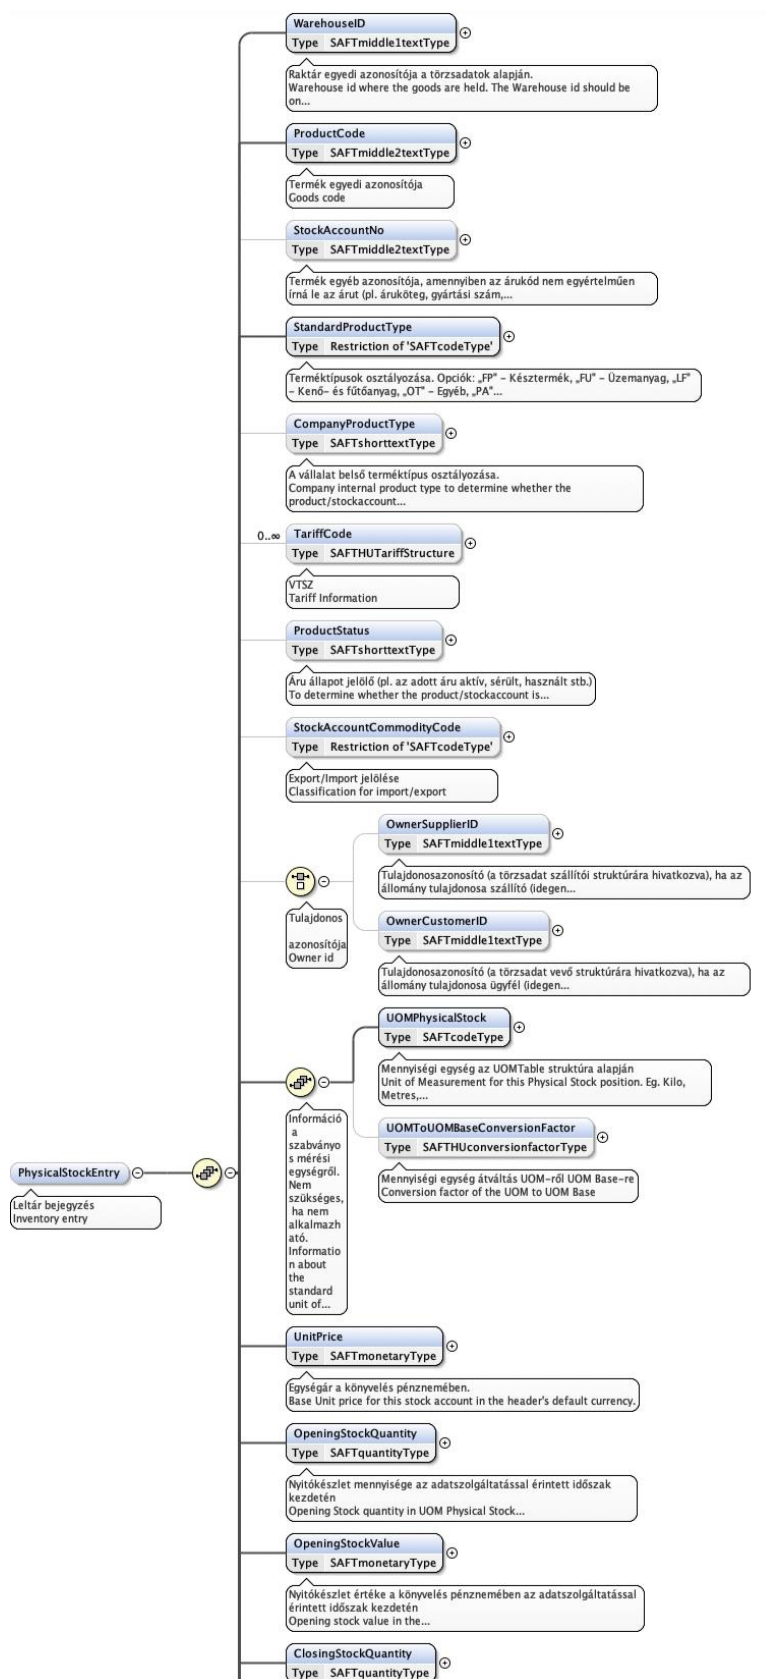 WarehouseID
Type SAFTmiddle1textType
Raktár egyedi azonosítója a törzsadatok alapján.
Warehouse id where the goods are held. The Warehouse id should be
on...
ProductCode
Type SAFTmiddle2textType
Termék egyedi azonosítója
Goods code
StockAccountNo
Type SAFTmiddle2textType
Termék egyéb azonosítója, amennyiben az árukód nem egyértelműen
írná le az árut (pl. áruköteg, gyártási szám,...
StandardProductType
Type Restriction of 'SAFTcodeType'
Terméktípusok osztályozása. Opciók: „FP" – Késztermék, „FU" – Üzemanyag, „LF"
– Kenő– és fűtőanyag, „OT" – Egyéb, „PA"...
CompanyProductType
Type SAFTshorttextType
A vállalat belső terméktípus osztályozása.
Company internal product type to determine whether the
product/stockaccount...
0..∞
TariffCode
Type SAFTHUTariffStructure
VTSZ
Tariff Information
ProductStatus
Type SAFTshorttextType
Áru állapot jelölő (pl. az adott áru aktív, sérült, használt stb.)
To determine whether the product/stockaccount is...
StockAccountCommodityCode
Type Restriction of 'SAFTcodeType'
Export/Import jelölése
Classification for import/export
Tulajdonos
azonosítója
Owner id
OwnerSupplierID
Type SAFTmiddle1textType
Tulajdonosazonosító (a törzsadat szállítói struktúrára hivatkozva), ha az
állomány tulajdonosa szállító (idegen...
OwnerCustomerID
Type SAFTmiddle1textType
Tulajdonosazonosító (a törzsadat vevő struktúrára hivatkozva), ha az
állomány tulajdonosa ügyfél (idegen...
UOMPhysicalStock
Type SAFTcodeType
Mennyiségi egység az UOMTable struktúra alapján
Unit of Measurement for this Physical Stock position. Eg. Kilo,
Metres,...
UOMToUOMBaseConversionFactor
Type SAFTHUconversionfactorType
Mennyiségi egység átváltás UOM–ről UOM Base–re
Conversion factor of the UOM to UOM Base
Információ
a
szabványo
s mérési
egységről.
Nem
szükséges,
ha nem
alkalmazh
ató.
Informatio
n about
the
standard
unit of...
PhysicalStockEntry
Leltár bejegyzés
Inventory entry
UnitPrice
Type SAFTmonetaryType
Egységár a könyvelés pénznemében.
Base Unit price for this stock account in the header's default currency.
OpeningStockQuantity
Type SAFTquantityType
Nyitókészlet mennyisége az adatszolgáltatással érintett időszak
kezdetén
Opening Stock quantity in UOM Physical Stock...
OpeningStockValue
Type SAFTmonetaryType
Nyitókészlet értéke a könyvelés pénznemében az adatszolgáltatással
érintett időszak kezdetén
Opening stock value in the...
ClosingStockQuantity
Type SAFTquantityType